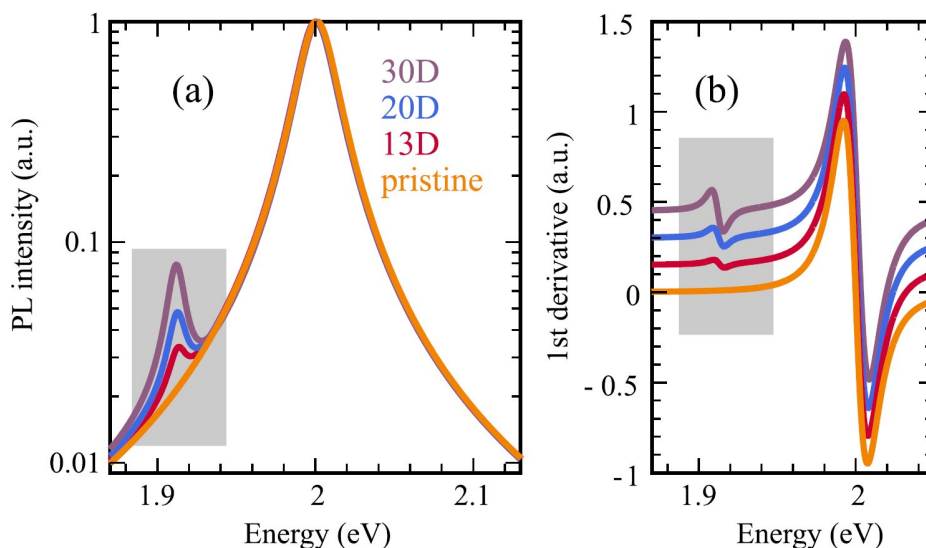 (a)
30D
20D
13D
pristine
1
0.1
0.01
PL intensity (a.u.)
1.9
2
2.1
Energy (eV)
(b)
1.5
1
0.5
0
- 0.5
-1
1st derivative (a.u.)
1.9
2
Energy (eV)